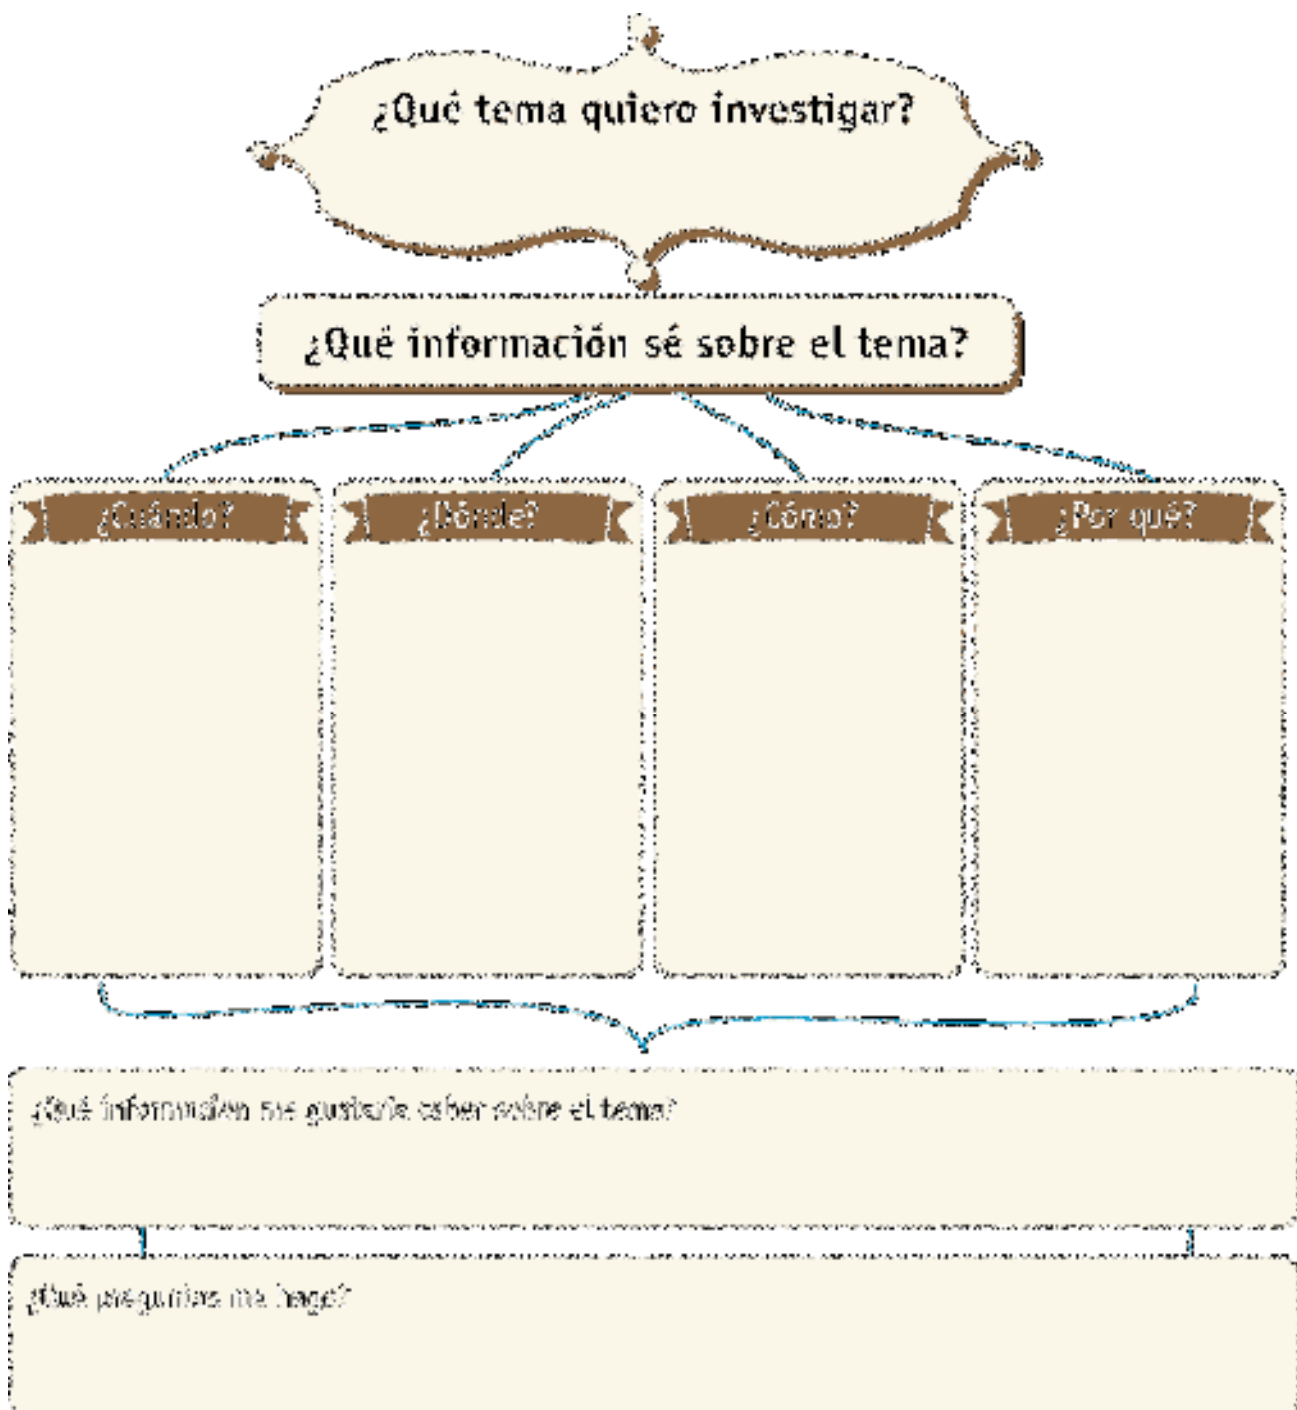 ¿Qué tema quiero investigar?
¿Qué información sé sobre el tema?
¿Cuándo?
¿Dónde?
¿Cómo?
¿Por qué?
¿Qué información me gustaría saber sobre el tema?
¿Qué preguntas me hago?